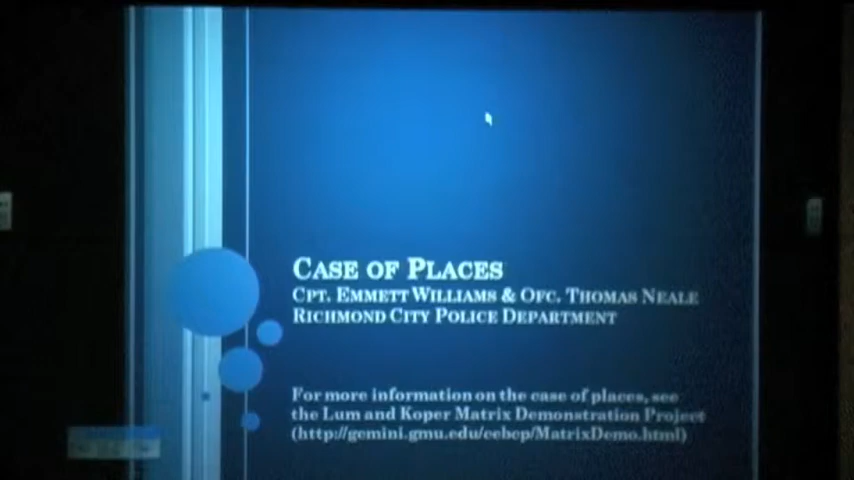 CASE OF PLACES
CPT. EMMETT WILLIAMS & OFC. THOMAS NEALE
RICHMOND CITY POLICE DEPARTMENT
For more information on the case of places, see
the Lum and Koper Matrix Demonstration Project
(http://gemini.gmu.edu/cebcp/MatrixDemo.html)